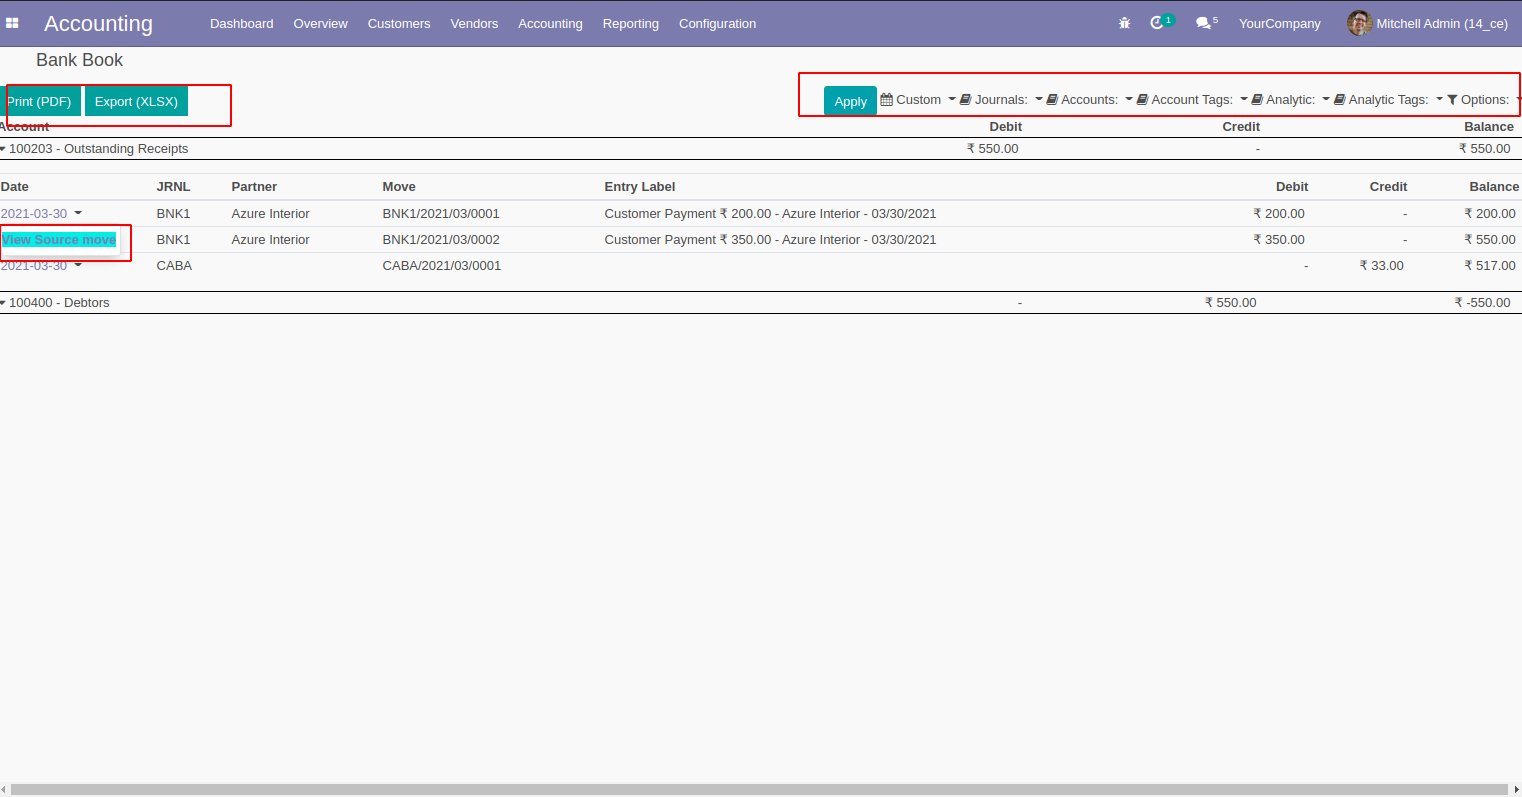 Accounting Dashboard Overview Customers Vendors Accounting Reporting Configuration 1 5 YourCompany Mitchell Admin (14_ce)
Bank Book
Print (PDF) Export (XLSX) Apply Custom Journals: Accounts: Account Tags: Analytic: Analytic Tags: Options:
Account Debit Credit Balance
100203 - Outstanding Receipts ₹ 550.00 - ₹ 550.00
Date JRNL Partner Move Entry Label Debit Credit Balance
2021-03-30 BNK1 Azure Interior BNK1/2021/03/0001 Customer Payment ₹ 200.00 - Azure Interior - 03/30/2021 ₹ 200.00 - ₹ 200.00
View Source move BNK1 Azure Interior BNK1/2021/03/0002 Customer Payment ₹ 350.00 - Azure Interior - 03/30/2021 ₹ 350.00 - ₹ 550.00
2021-03-30 CABA CABA/2021/03/0001 - ₹ 33.00 ₹ 517.00
100400 - Debtors - ₹ 550.00 ₹ -550.00